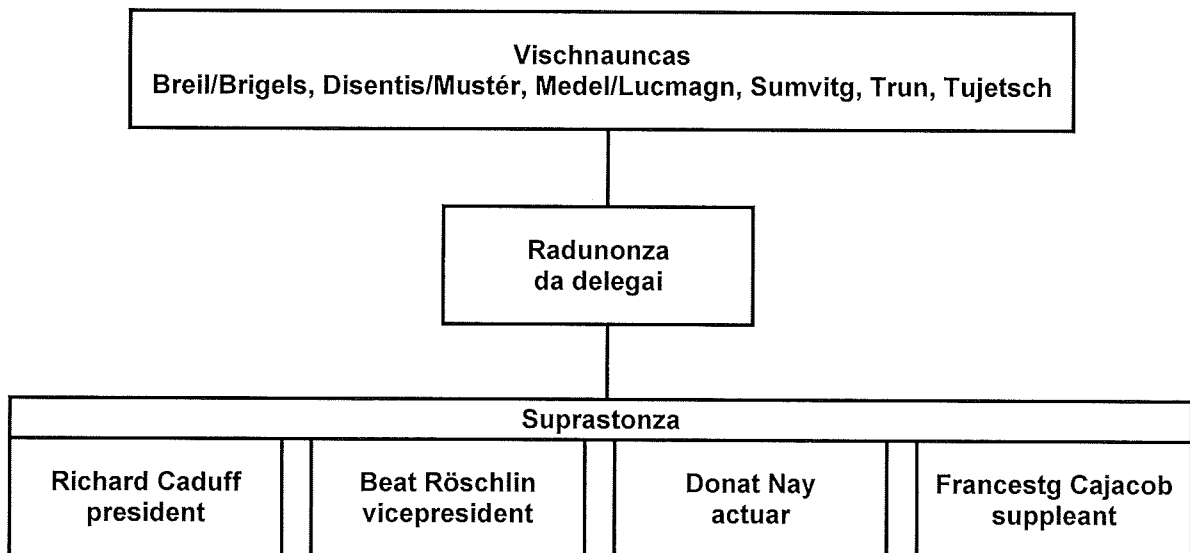 Vischnauncas
Breil/Brigels, Disentis/Mustér, Medel/Lucmagn, Sumvitg, Trun, Tujetsch
Radunonza
da delegai
Suprastonza
Richard Caduff
president
Beat Röschlin
vicepresident
Donat Nay
actuar
Francestg Cajacob
suppleant